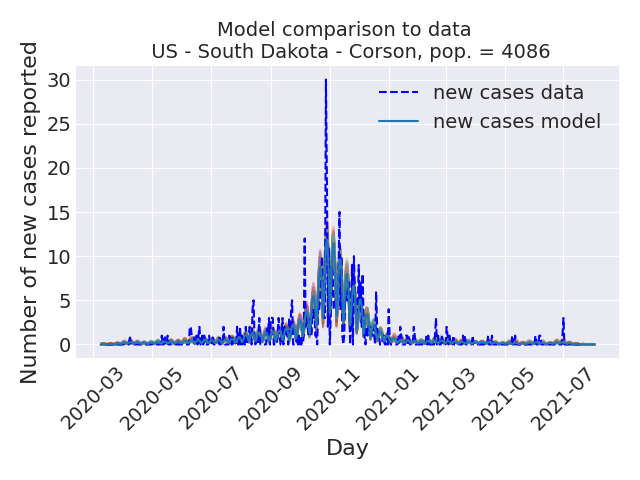 Model comparison to data
US - South Dakota - Corson, pop. = 4086
Number of new cases reported
30
25
20
15
10
5
0
new cases data
new cases model
2020-03
2020-05
2020-07
2020-09
2020-11
2021-01
2021-03
2021-05
2021-07
Day